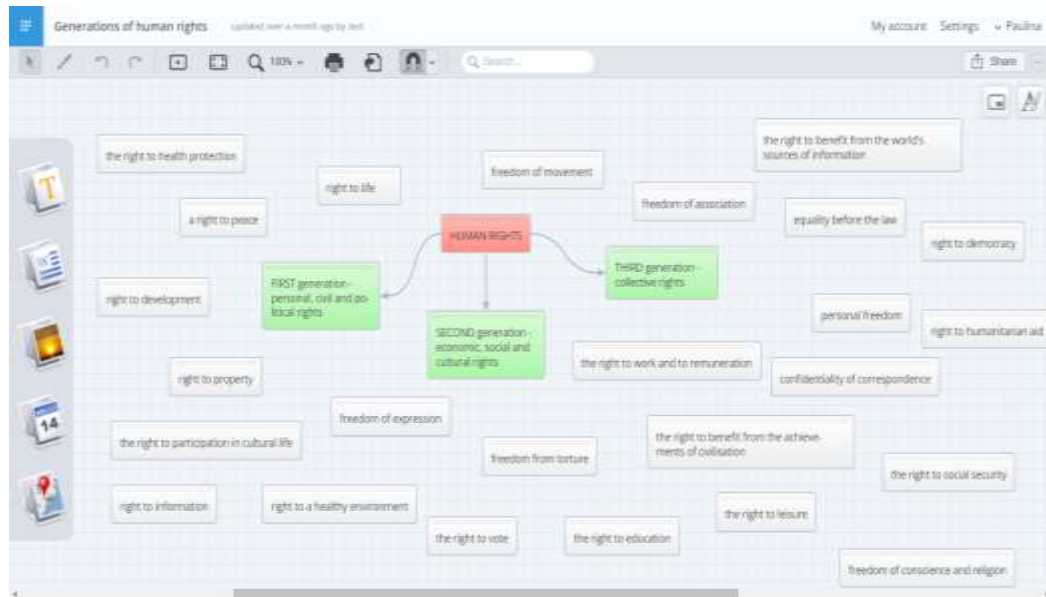 Generations of human rights updated over a month ago by test
My account Settings Paulina
100% Search... Share
the right to health protection
right to life
freedom of movement
the right to benefit from the world's
sources of information
a right to peace
freedom of association
equality before the law
HUMAN RIGHTS
right to democracy
FIRST generation -
personal, civil and po-
litical rights
THIRD generation -
collective rights
right to development
SECOND generation -
economic, social and
cultural rights
personal freedom
right to humanitarian aid
the right to work and to remuneration
right to property
confidentiality of correspondence
freedom of expression
the right to participation in cultural life
freedom from torture
the right to benefit from the achieve-
ments of civilisation
the right to social security
right to information
right to a healthy environment
the right to leisure
the right to vote
the right to education
freedom of conscience and religion
T
W
14